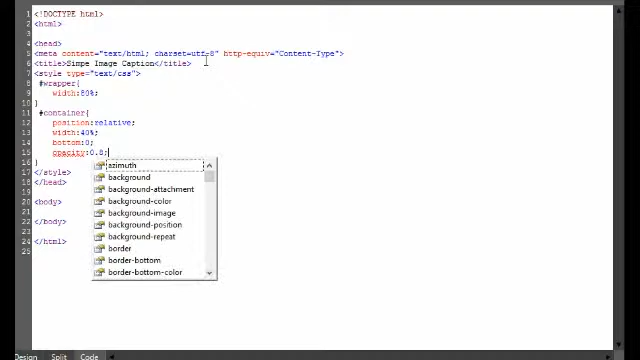 1 <!DOCTYPE html>
2 <html>
3
4 <head>
5 <meta content="text/html; charset=utf-8" http-equiv="Content-Type">
6 <title>Simpe Image Caption</title>
7 <style type="text/css">
8 #wrapper{
9 width:80%;
10 }
11 #container{
12 position:relative;
13 width:40%;
14 bottom:0;
15 opacity:0.8;
16 }
17 </style>
18 </head>
19
20 <body>
21
22 </body>
23
24 </html>
25
azimuth
background
background-attachment
background-color
background-image
background-position
background-repeat
border
border-bottom
border-bottom-color
Design Split Code